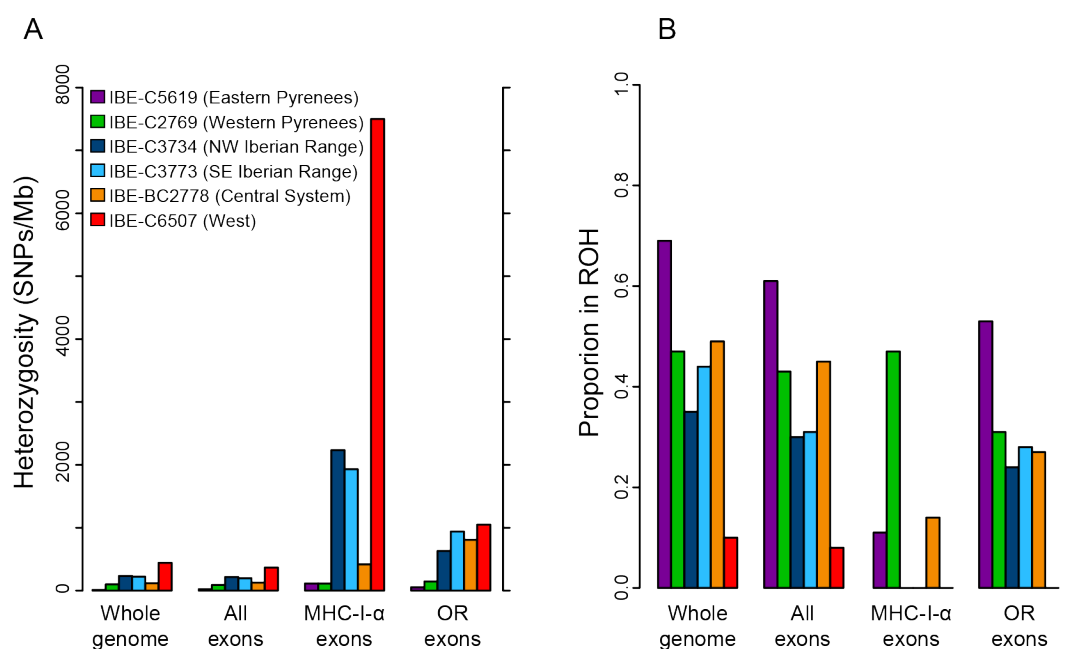 A
B
Heterozygosity (SNPs/Mb)
8000
6000
4000
2000
0
IBE-C5619 (Eastern Pyrenees)
IBE-C2769 (Western Pyrenees)
IBE-C3734 (NW Iberian Range)
IBE-C3773 (SE Iberian Range)
IBE-BC2778 (Central System)
IBE-C6507 (West)
Whole
genome
All
exons
MHC-I-α
exons
OR
exons
Proporion in ROH
1.0
0.8
0.6
0.4
0.2
0.0
Whole
genome
All
exons
MHC-I-α
exons
OR
exons